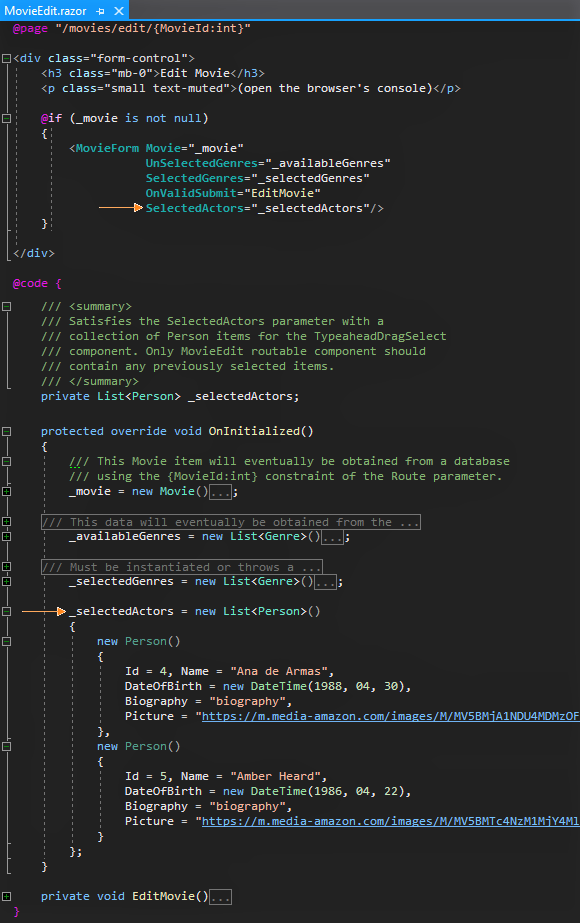 MovieEdit.razor
@page "/movies/edit/{MovieId:int}"
<div class="form-control">
<h3 class="mb-0">Edit Movie</h3>
<p class="small text-muted">(open the browser's console)</p>
@if (_movie is not null)
{
<MovieForm Movie="_movie"
UnSelectedGenres="_availableGenres"
SelectedGenres="_selectedGenres"
OnValidSubmit="EditMovie"
SelectedActors="_selectedActors"/>
}
</div>
@code {
/// <summary>
/// Satisfies the SelectedActors parameter with a
/// collection of Person items for the TypeaheadDragSelect
/// component. Only MovieEdit routable component should
/// contain any previously selected items.
/// </summary>
private List<Person> _selectedActors;
protected override void OnInitialized()
{
/// This Movie item will eventually be obtained from a database
/// using the {MovieId:int} constraint of the Route parameter.
_movie = new Movie()...;
/// This data will eventually be obtained from the ...
_availableGenres = new List<Genre>()...;
/// Must be instantiated or throws a ...
_selectedGenres = new List<Genre>()...;
_selectedActors = new List<Person>()
{
new Person()
{
Id = 4, Name = "Ana de Armas",
DateOfBirth = new DateTime(1988, 04, 30),
Biography = "biography",
Picture = "https://m.media-amazon.com/images/M/MV5BMjA1NDU4MDMzOF
},
new Person()
{
Id = 5, Name = "Amber Heard",
DateOfBirth = new DateTime(1986, 04, 22),
Biography = "biography",
Picture = "https://m.media-amazon.com/images/M/MV5BMTc4NzM1MjY4Ml
}
};
}
private void EditMovie()...
}